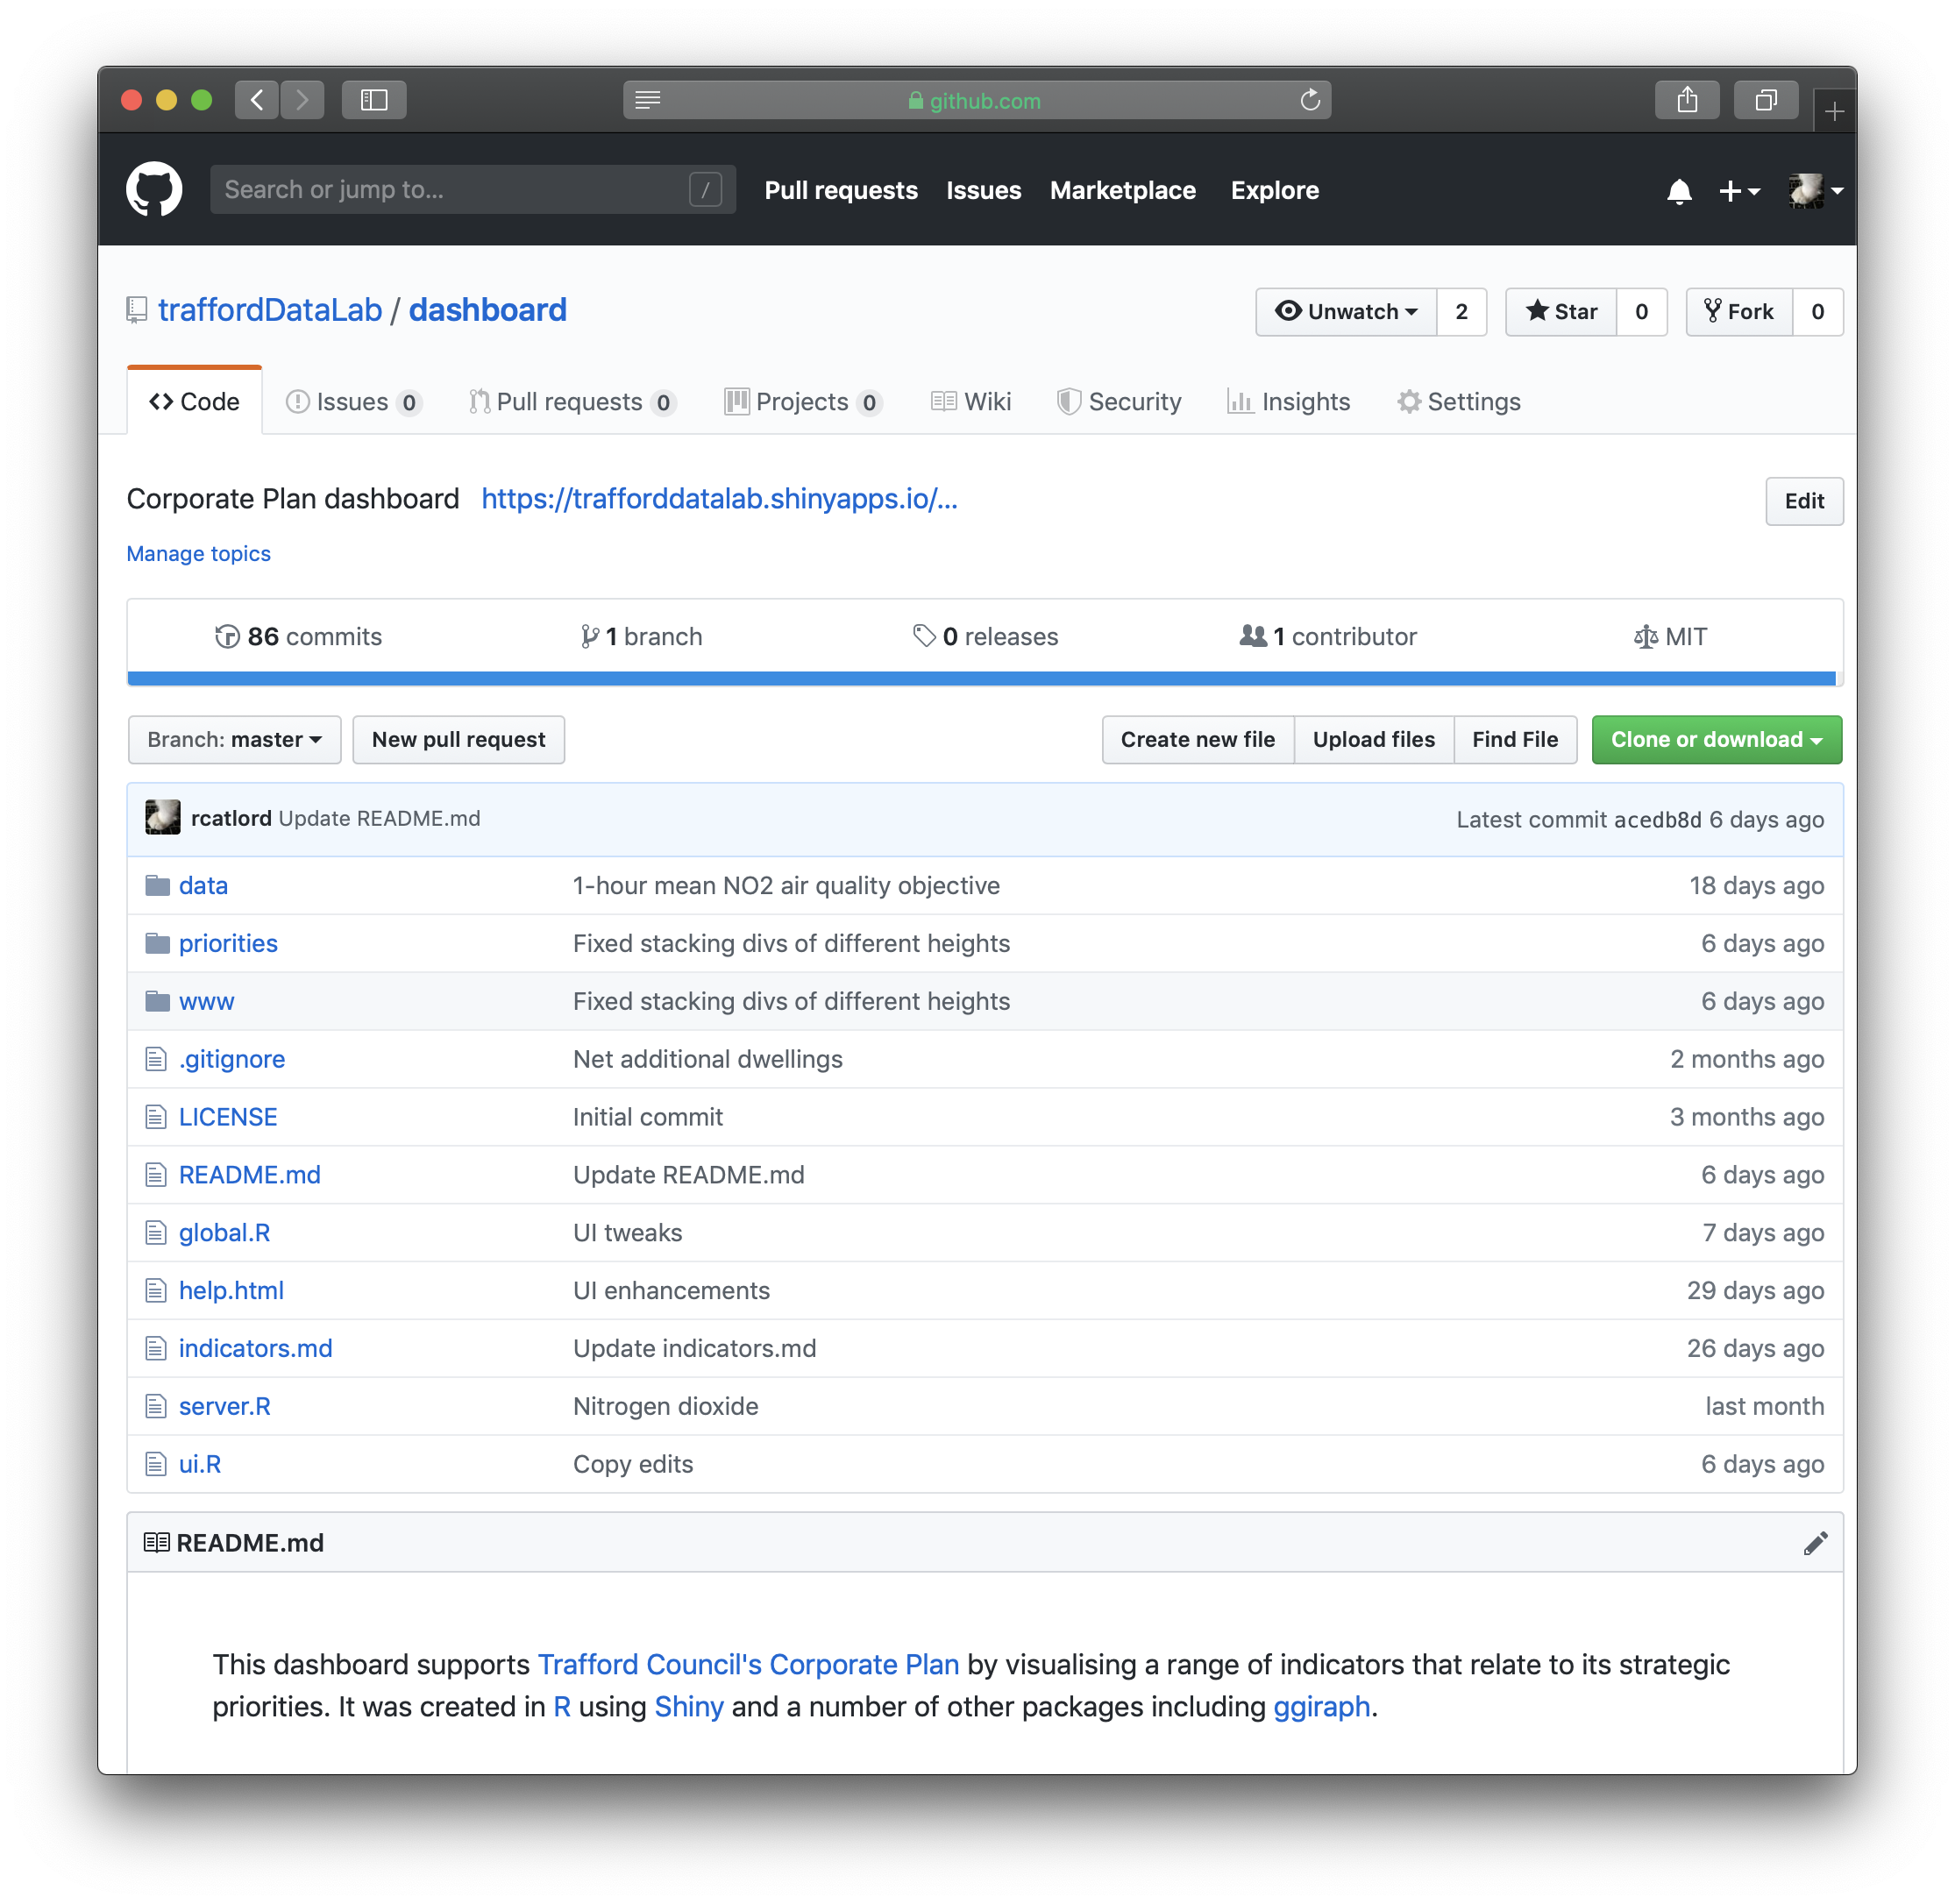 github.com
Search or jump to... / Pull requests Issues Marketplace Explore
traffordDataLab / dashboard Unwatch 2 Star 0 Fork 0
Code Issues 0 Pull requests 0 Projects 0 Wiki Security Insights Settings
Corporate Plan dashboard https://trafforddatalab.shinyapps.io/... Edit
Manage topics
86 commits 1 branch 0 releases 1 contributor MIT
Branch: master New pull request Create new file Upload files Find File Clone or download
rcatlord Update README.md Latest commit acedb8d 6 days ago
data 1-hour mean NO2 air quality objective 18 days ago
priorities Fixed stacking divs of different heights 6 days ago
www Fixed stacking divs of different heights 6 days ago
.gitignore Net additional dwellings 2 months ago
LICENSE Initial commit 3 months ago
README.md Update README.md 6 days ago
global.R UI tweaks 7 days ago
help.html UI enhancements 29 days ago
indicators.md Update indicators.md 26 days ago
server.R Nitrogen dioxide last month
ui.R Copy edits 6 days ago
README.md
This dashboard supports Trafford Council's Corporate Plan by visualising a range of indicators that relate to its strategic
priorities. It was created in R using Shiny and a number of other packages including ggiraph.